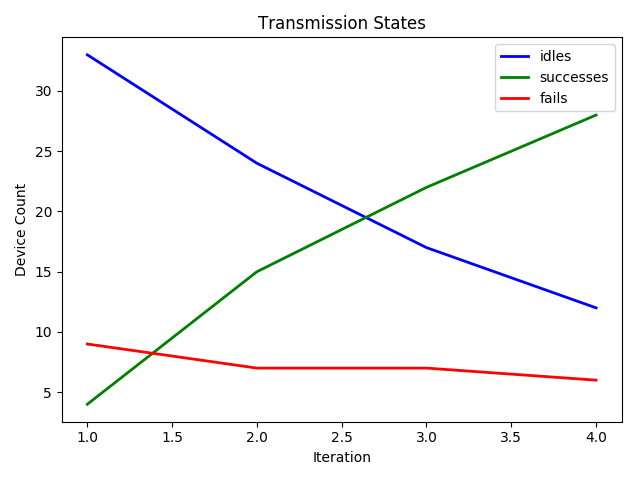 Transmission States
idles
successes
fails
Device Count
30
25
20
15
10
5
1.0 1.5 2.0 2.5 3.0 3.5 4.0
Iteration